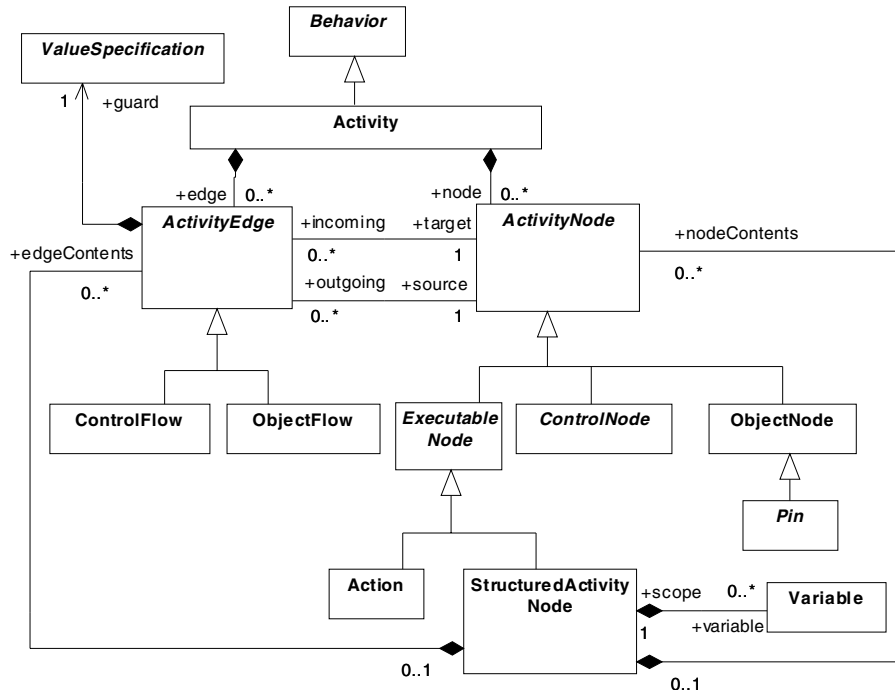 Behavior
ValueSpecification
1
+guard
Activity
+edge
0..*
+node
0..*
ActivityEdge
+incoming
+target
ActivityNode
+nodeContents
+edgeContents
0..*
1
0..*
0..*
+outgoing
+source
0..*
1
ControlFlow
ObjectFlow
Executable
Node
ControlNode
ObjectNode
Pin
Action
StructuredActivity
Node
+scope
0..*
Variable
1
+variable
0..1
0..1